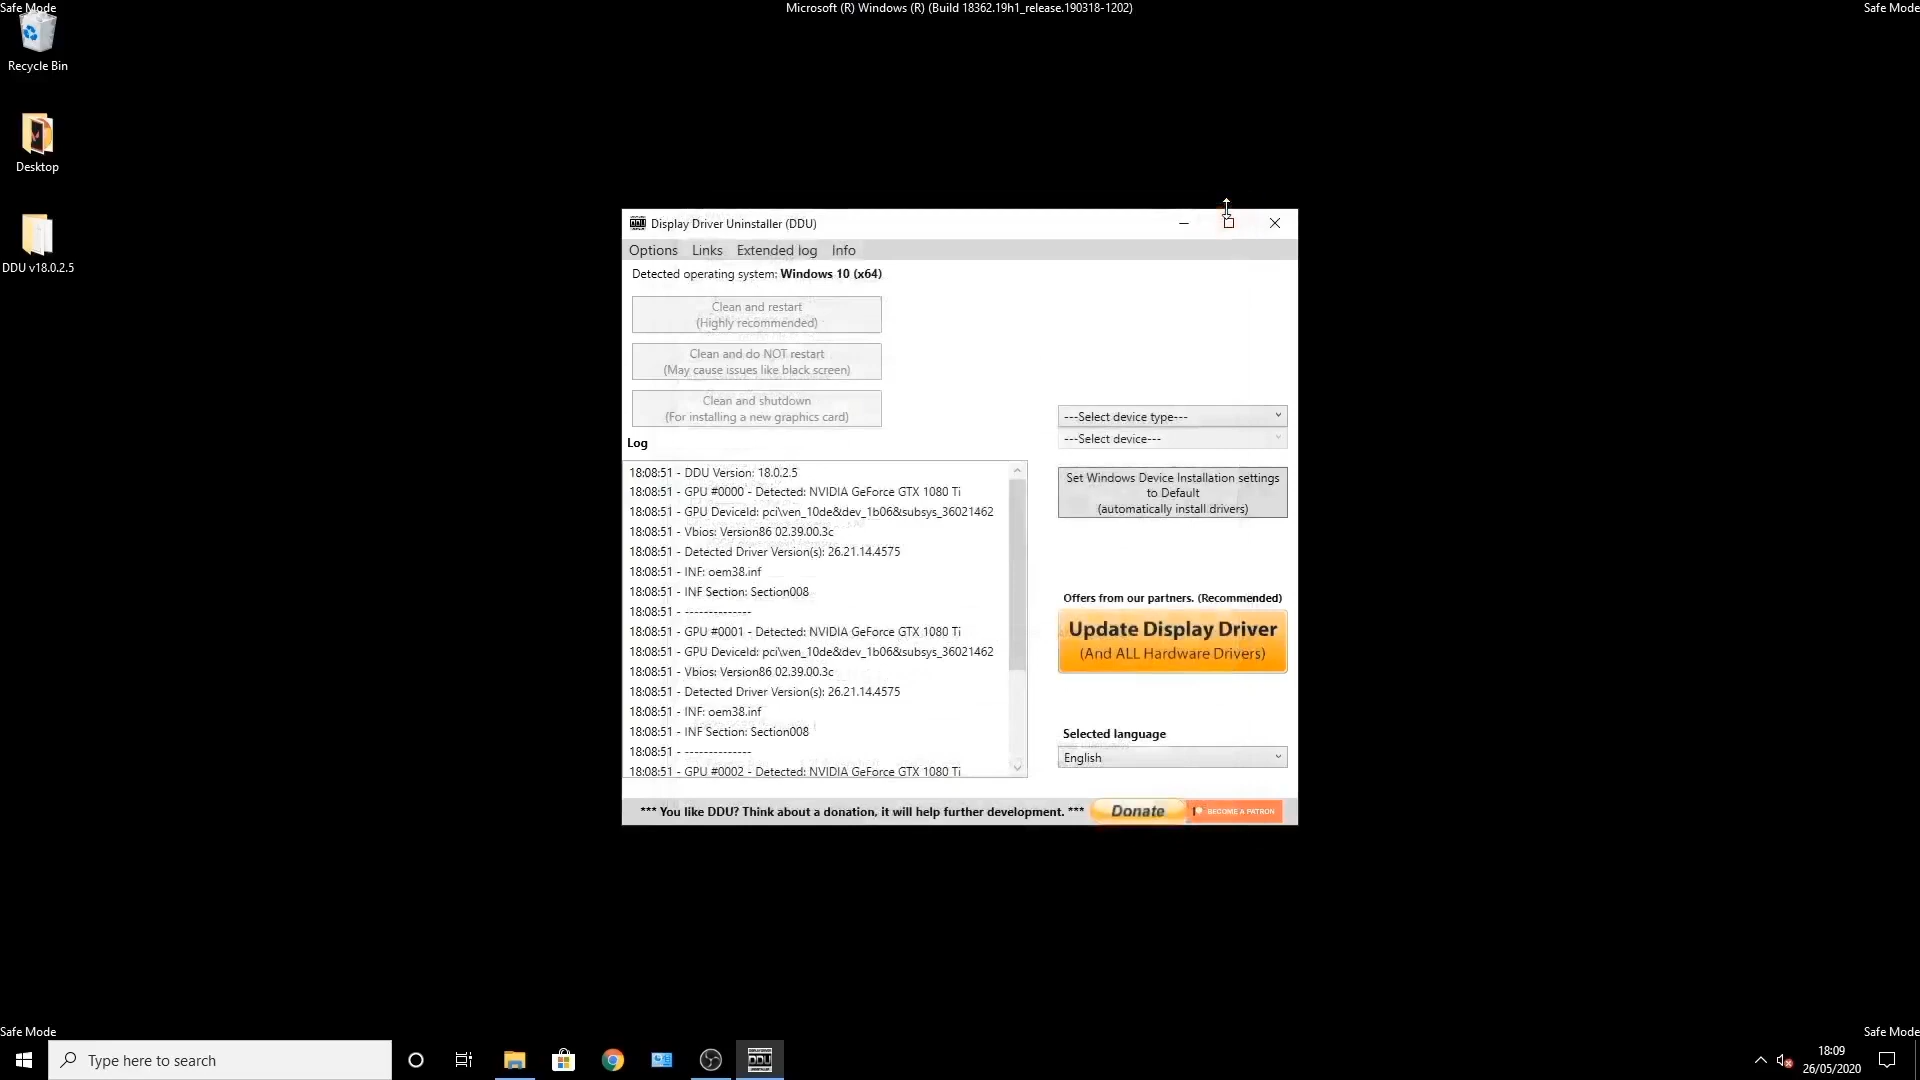 Safe Mode
Microsoft (R) Windows (R) (Build 18362.19h1_release.190318-1202)
Safe Mode
Recycle Bin
Desktop
DDU v18.0.2.5
Display Driver Uninstaller (DDU)
Options Links Extended log Info
Detected operating system: Windows 10 (x64)
Clean and restart
(Highly recommended)
Clean and do NOT restart
(May cause issues like black screen)
Clean and shutdown
(For installing a new graphics card)
Log
18:08:51 - DDU Version: 18.0.2.5
18:08:51 - GPU #0000 - Detected: NVIDIA GeForce GTX 1080 Ti
18:08:51 - GPU DeviceId: pci\ven_10de&dev_1b06&subsys_36021462
18:08:51 - Vbios: Version86 02.39.00.3c
18:08:51 - Detected Driver Version(s): 26.21.14.4575
18:08:51 - INF: oem38.inf
18:08:51 - INF Section: Section008
18:08:51 - --------------
18:08:51 - GPU #0001 - Detected: NVIDIA GeForce GTX 1080 Ti
18:08:51 - GPU DeviceId: pci\ven_10de&dev_1b06&subsys_36021462
18:08:51 - Vbios: Version86 02.39.00.3c
18:08:51 - Detected Driver Version(s): 26.21.14.4575
18:08:51 - INF: oem38.inf
18:08:51 - INF Section: Section008
18:08:51 - --------------
18:08:51 - GPU #0002 - Detected: NVIDIA GeForce GTX 1080 Ti
---Select device type---
---Select device---
Set Windows Device Installation settings
to Default
(automatically install drivers)
Offers from our partners. (Recommended)
Update Display Driver
(And ALL Hardware Drivers)
Selected language
English
*** You like DDU? Think about a donation, it will help further development. ***
Donate
BECOME A PATRON
Safe Mode
Safe Mode
Type here to search
DDU
18:09
26/05/2020